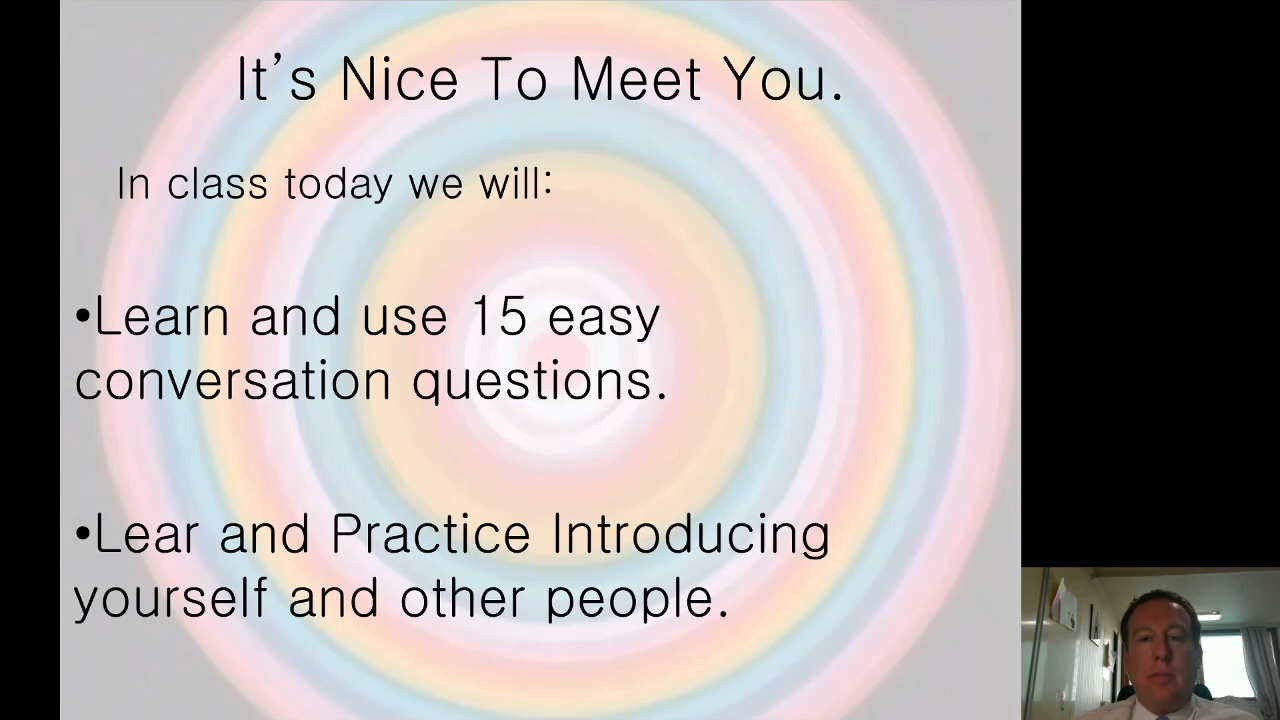 It’s Nice To Meet You.
In class today we will:
•Learn and use 15 easy
conversation questions.
•Lear and Practice Introducing
yourself and other people.